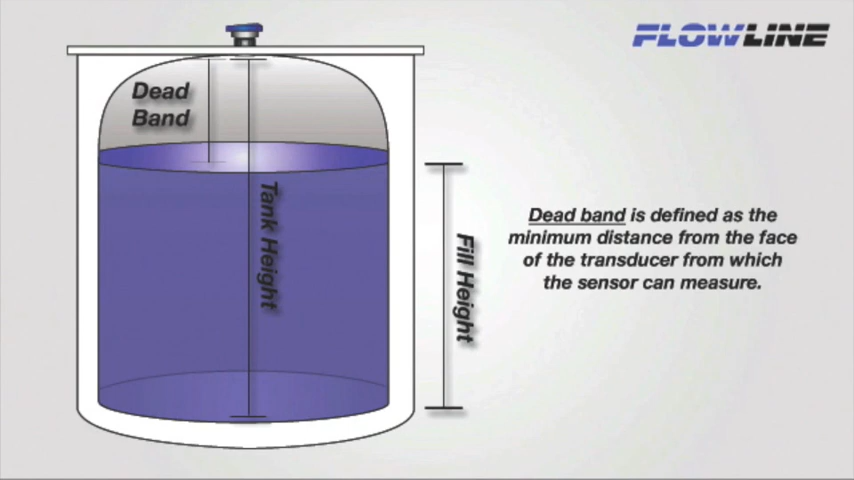 FLOWLINE
Dead
Band
Tank Height
Fill Height
Dead band is defined as the
minimum distance from the face
of the transducer from which
the sensor can measure.